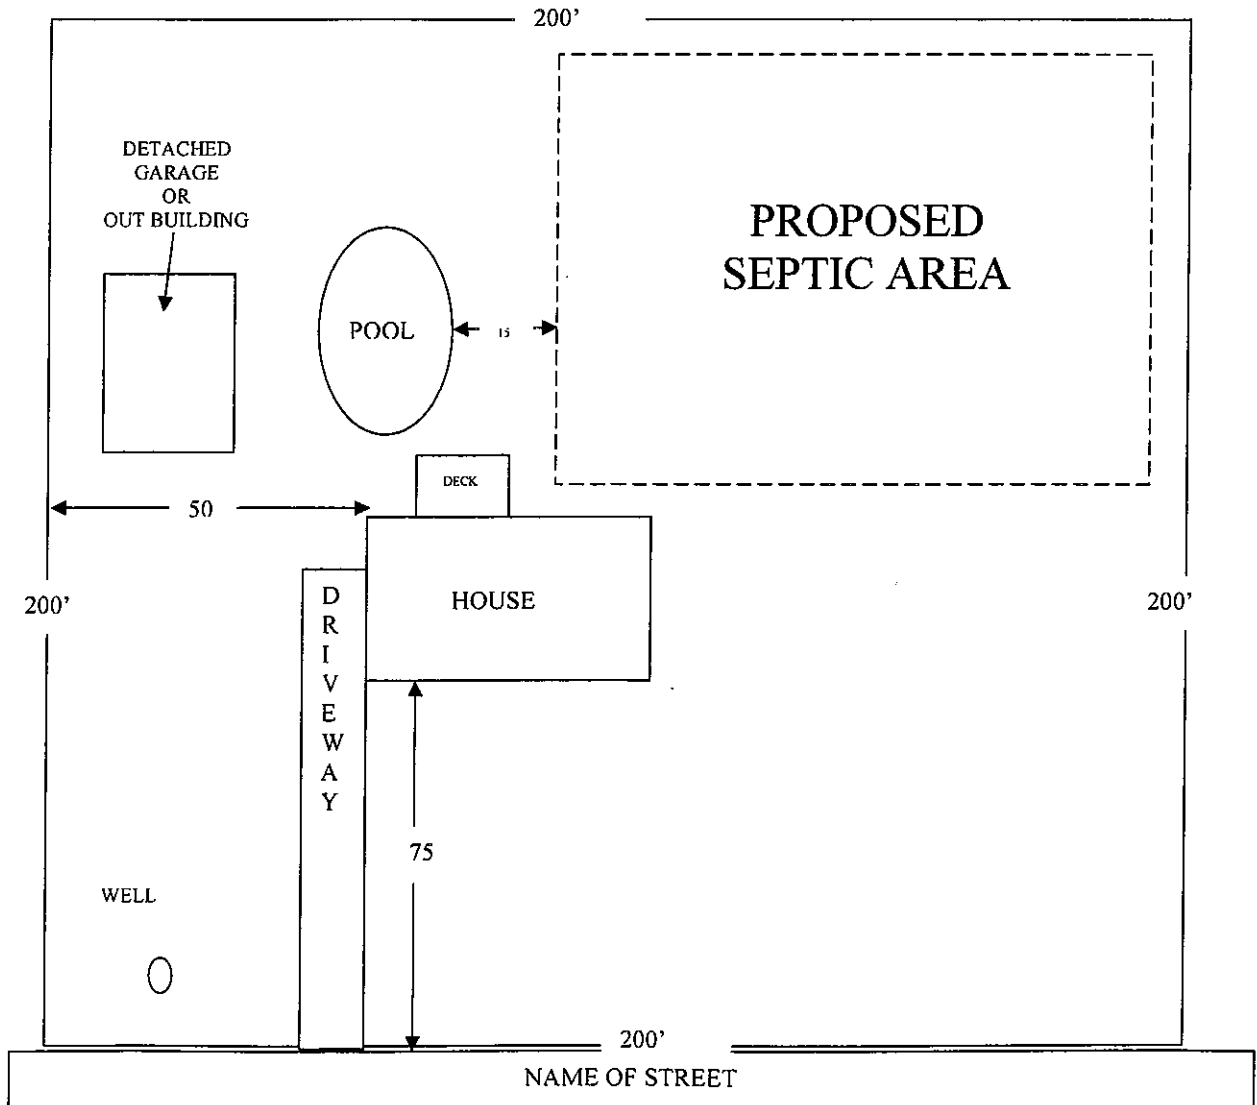 200'
DETACHED
GARAGE
OR
OUT BUILDING
PROPOSED
SEPTIC AREA
POOL
15
DECK
50
200'
HOUSE
200'
D
R
I
V
E
W
A
Y
75
WELL
200'
NAME OF STREET